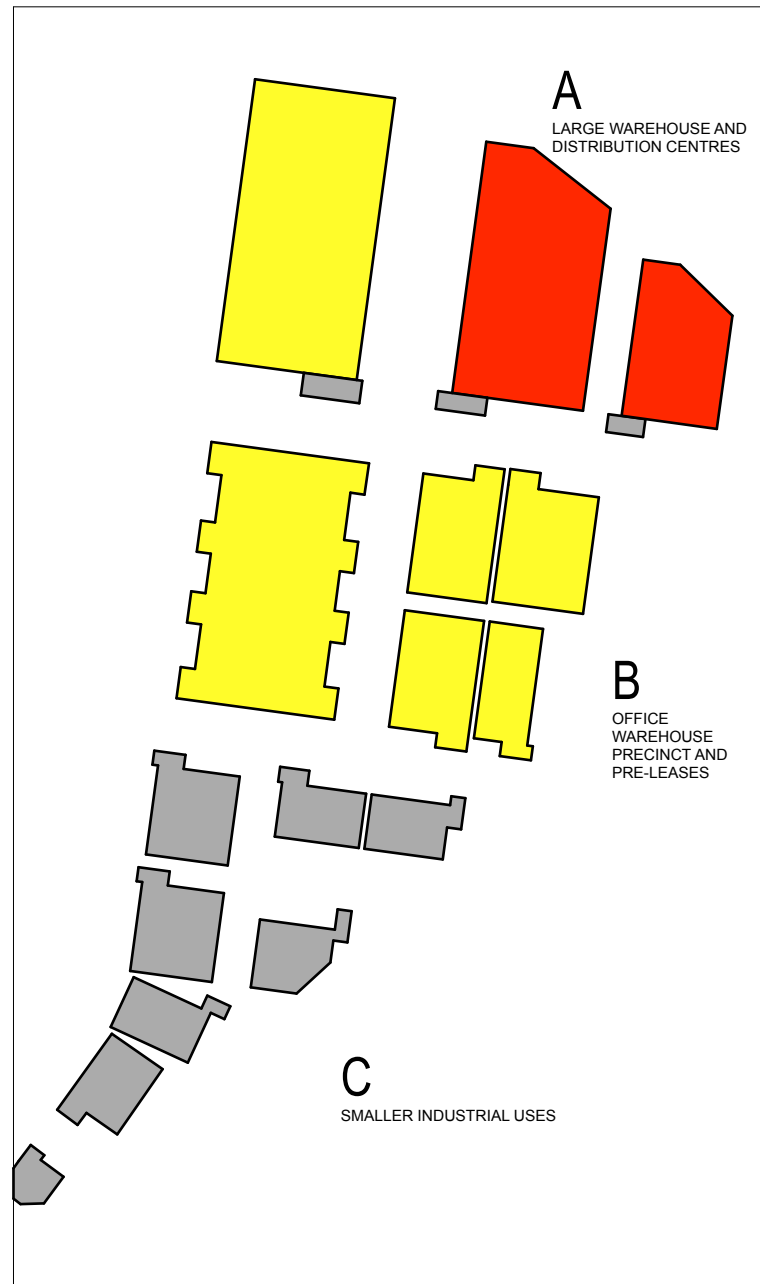 A
LARGE WAREHOUSE AND
DISTRIBUTION CENTRES
B
OFFICE
WAREHOUSE
PRECINCT AND
PRE-LEASES
C
SMALLER INDUSTRIAL USES